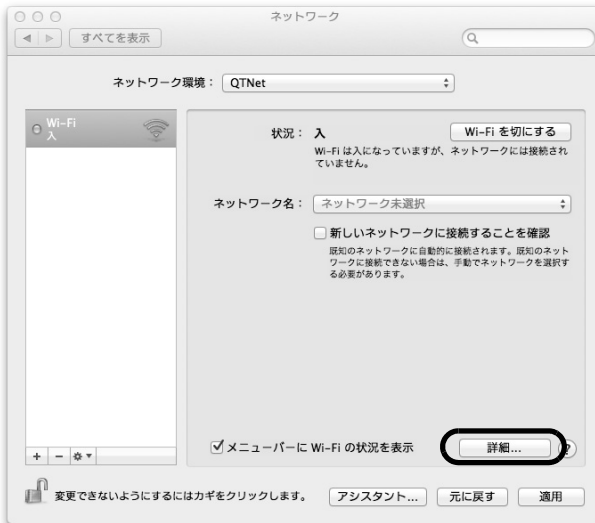 ネットワーク
すべてを表示
ネットワーク環境： QTNet
Wi-Fi
入
状況： 入
Wi-Fi を切にする
Wi-Fi は入になっていますが、ネットワークには接続され
ていません。
ネットワーク名： ネットワーク未選択
新しいネットワークに接続することを確認
既知のネットワークに自動的に接続されます。既知のネット
ワークに接続できない場合は、手動でネットワークを選択す
る必要があります。
メニューバーに Wi-Fi の状況を表示
詳細...
?
変更できないようにするにはカギをクリックします。
アシスタント...
元に戻す
適用